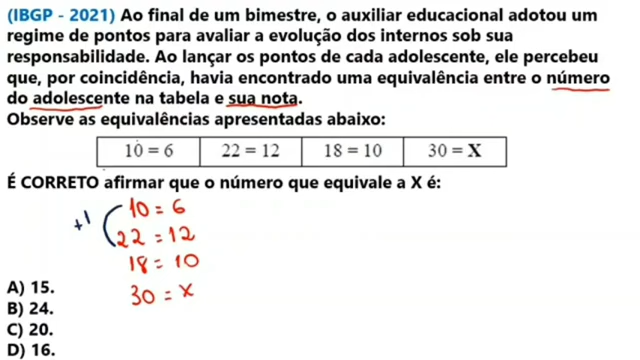 (IBGP - 2021) Ao final de um bimestre, o auxiliar educacional adotou um
regime de pontos para avaliar a evolução dos internos sob sua
responsabilidade. Ao lançar os pontos de cada adolescente, ele percebeu
que, por coincidência, havia encontrado uma equivalência entre o número
do adolescente na tabela e sua nota.
Observe as equivalências apresentadas abaixo:
10 = 6 22 = 12 18 = 10 30 = X
É CORRETO afirmar que o número que equivale a X é:
10 = 6
+1
22 = 12
18 = 10
30 = x
A) 15.
B) 24.
C) 20.
D) 16.